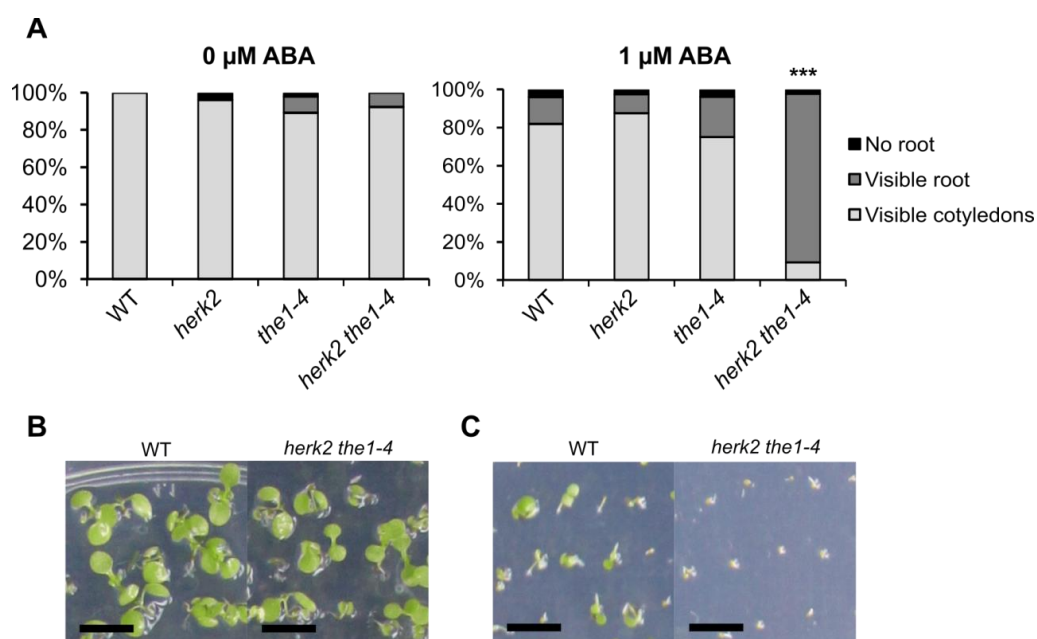 A
0 µM ABA
100%
80%
60%
40%
20%
0%
WT
herk2
the1-4
herk2 the1-4
1 µM ABA
***
100%
80%
60%
40%
20%
0%
WT
herk2
the1-4
herk2 the1-4
No root
Visible root
Visible cotyledons
B
WT
herk2 the1-4
C
WT
herk2 the1-4